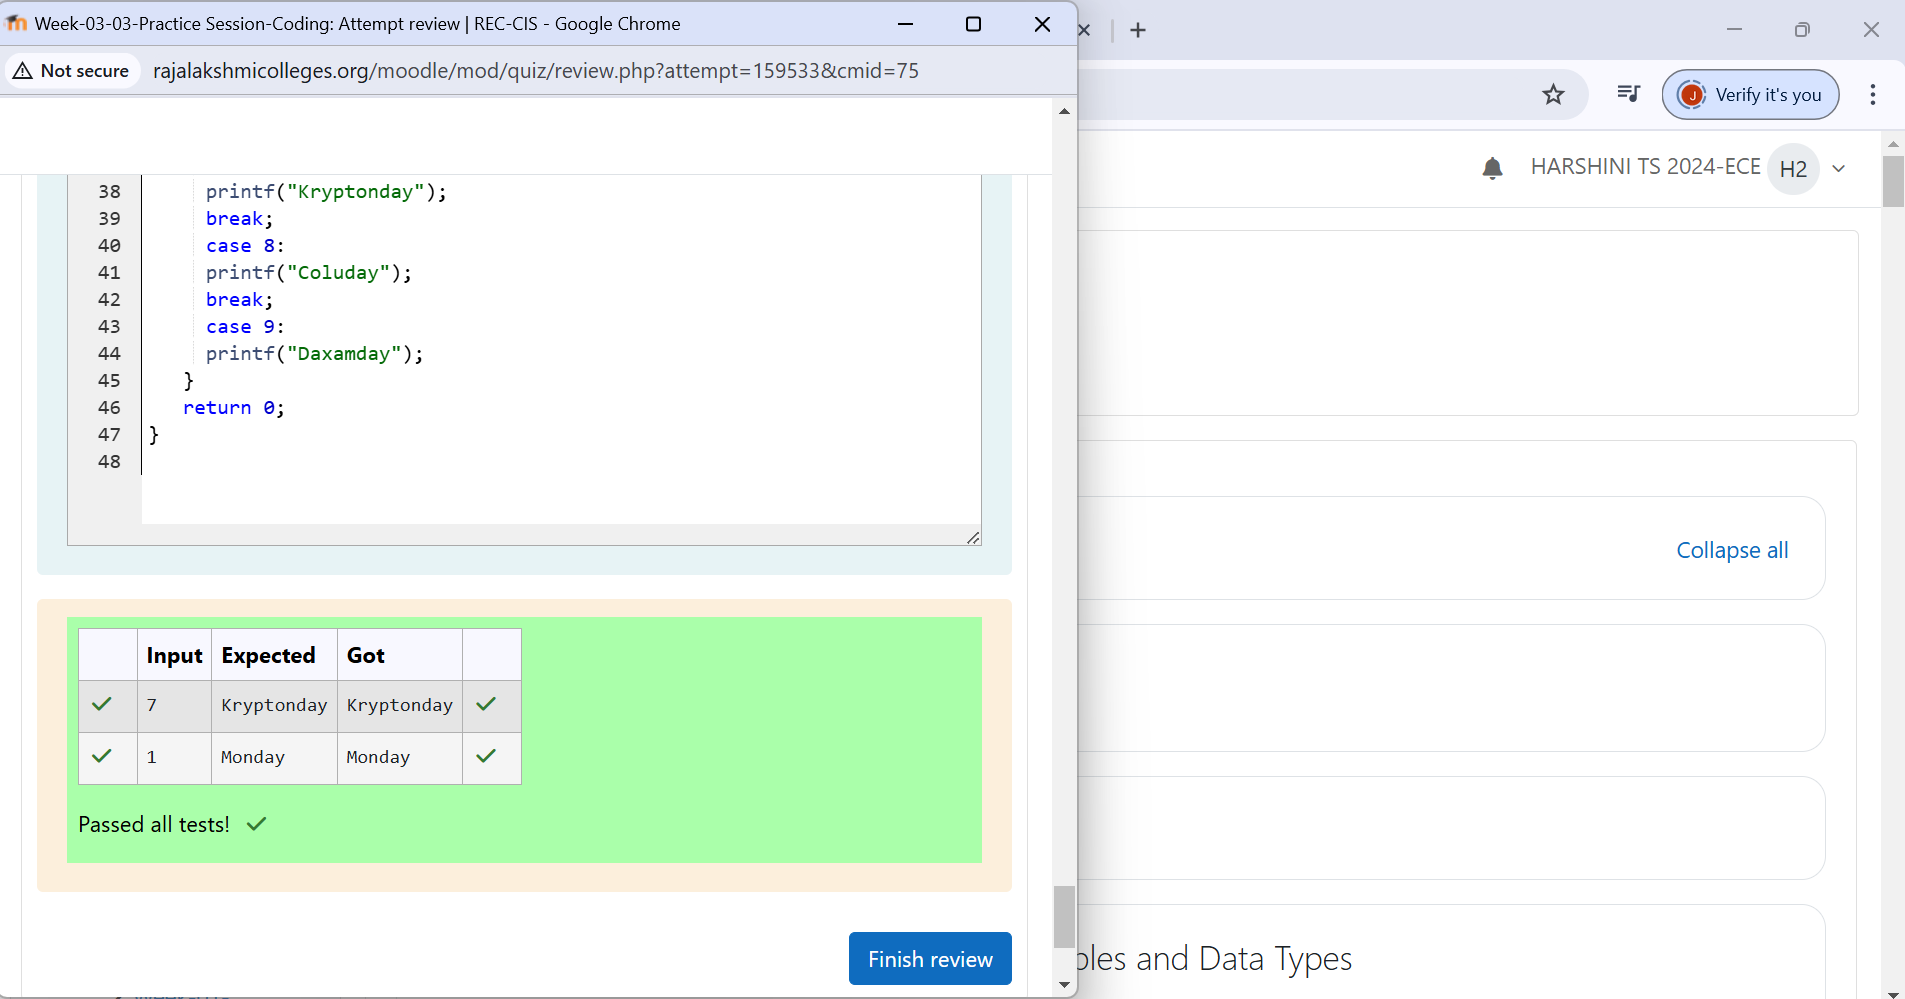 Week-03-03-Practice Session-Coding: Attempt review | REC-CIS - Google Chrome
Not secure rajalakshmicolleges.org/moodle/mod/quiz/review.php?attempt=159533&cmid=75
J Verify it's you
HARSHINI TS 2024-ECE H2
38 printf("Kryptonday");
39 break;
40 case 8:
41 printf("Coluday");
42 break;
43 case 9:
44 printf("Daxamday");
45 }
46 return 0;
47 }
48
Collapse all
Input Expected Got
7 Kryptonday Kryptonday
1 Monday Monday
Passed all tests!
Finish review
and Data Types